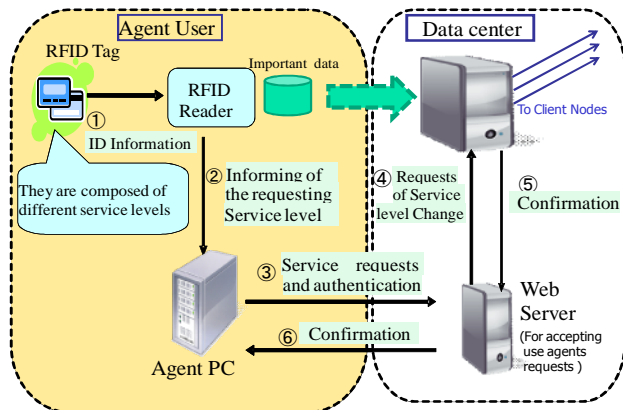 Agent User
Data center
RFID Tag
Important data
RFID
Reader
To Client Nodes
①
ID Information
They are composed of
different service levels
② Informing of
the requesting
Service level
④ Requests
of Service
level Change
⑤
Confirmation
③ Service requests
and authentication
Web
Server
(For accepting
use agents
requests )
⑥ Confirmation
Agent PC